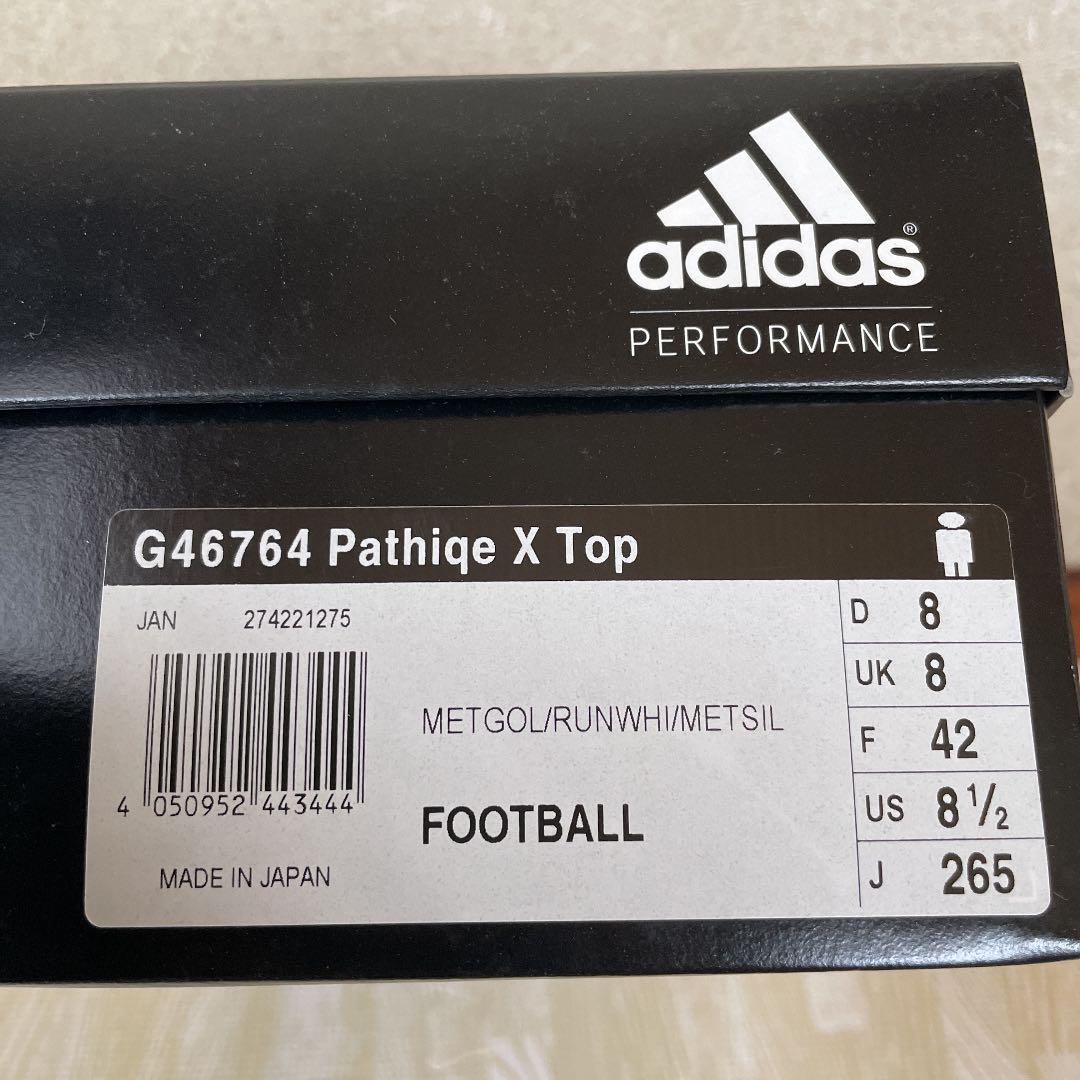 adidas®
PERFORMANCE
G46764 Pathiqe X Top
JAN 274221275
4 050952 443444
MADE IN JAPAN
METGOL/RUNWHI/METSIL
FOOTBALL
D 8
UK 8
F 42
US 8 1/2
J 265